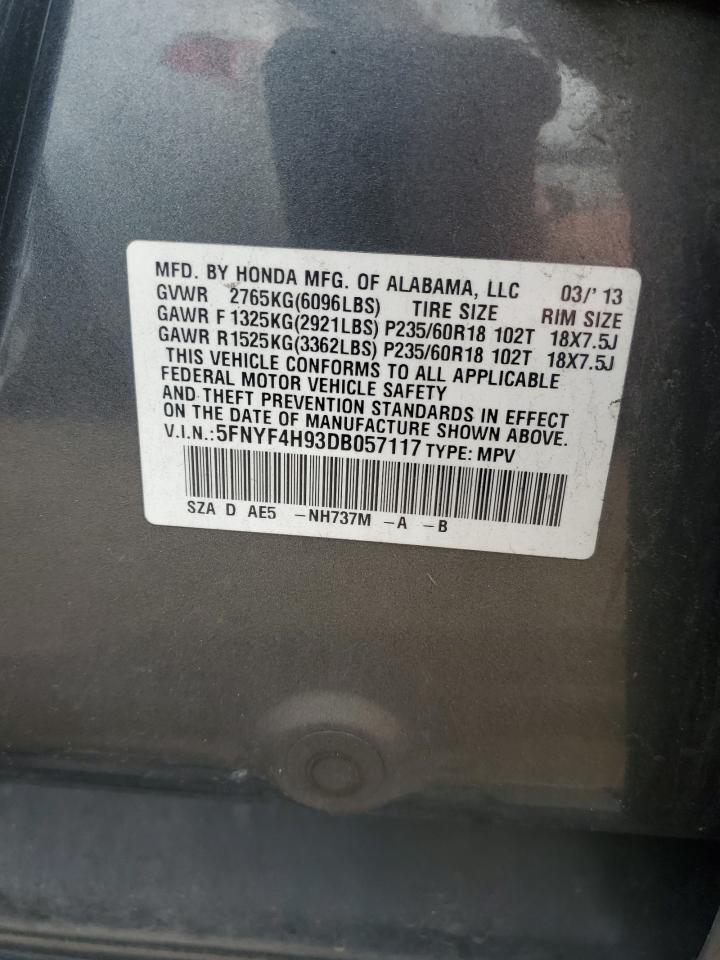 MFD. BY HONDA MFG. OF ALABAMA, LLC 03/'13
GVWR 2765KG(6096LBS) TIRE SIZE RIM SIZE
GAWR F 1325KG(2921LBS) P235/60R18 102T 18X7.5J
GAWR R1525KG(3362LBS) P235/60R18 102T 18X7.5J
THIS VEHICLE CONFORMS TO ALL APPLICABLE
FEDERAL MOTOR VEHICLE SAFETY
AND THEFT PREVENTION STANDARDS IN EFFECT
ON THE DATE OF MANUFACTURE SHOWN ABOVE.
V.I.N.:5FNYF4H93DB057117 TYPE: MPV
SZA D AE5 -NH737M -A -B